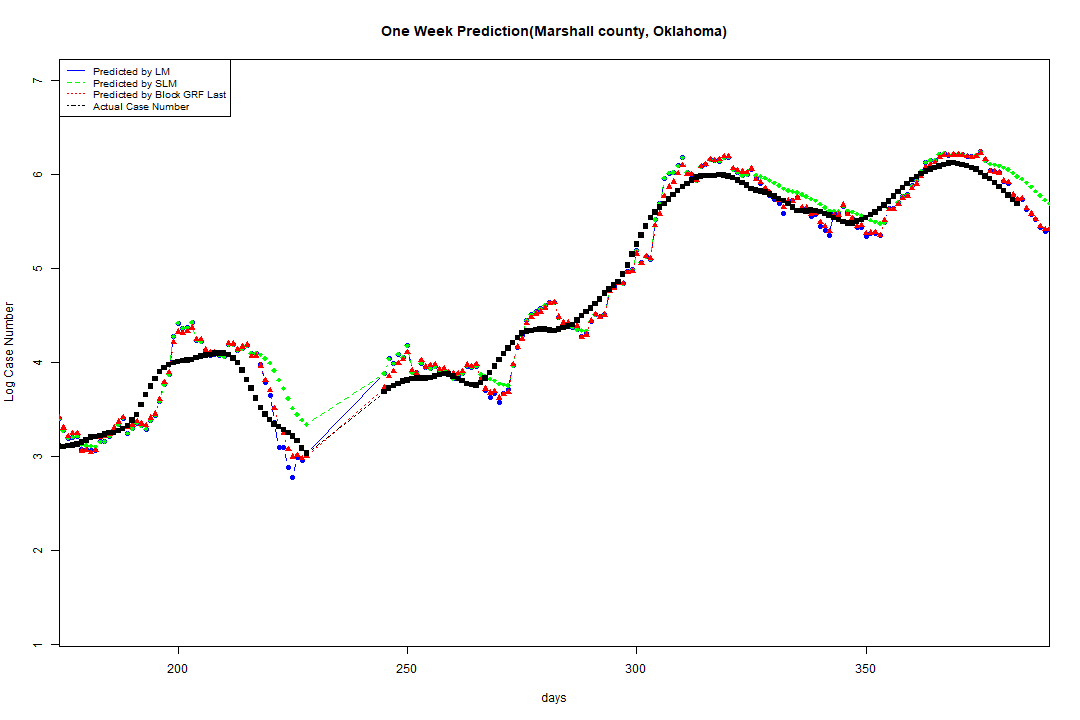 One Week Prediction(Marshall county, Oklahoma)
Predicted by LM
Predicted by SLM
Predicted by Block GRF Last
Actual Case Number
7
6
5
4
3
2
1
Log Case Number
200 250 300 350
days